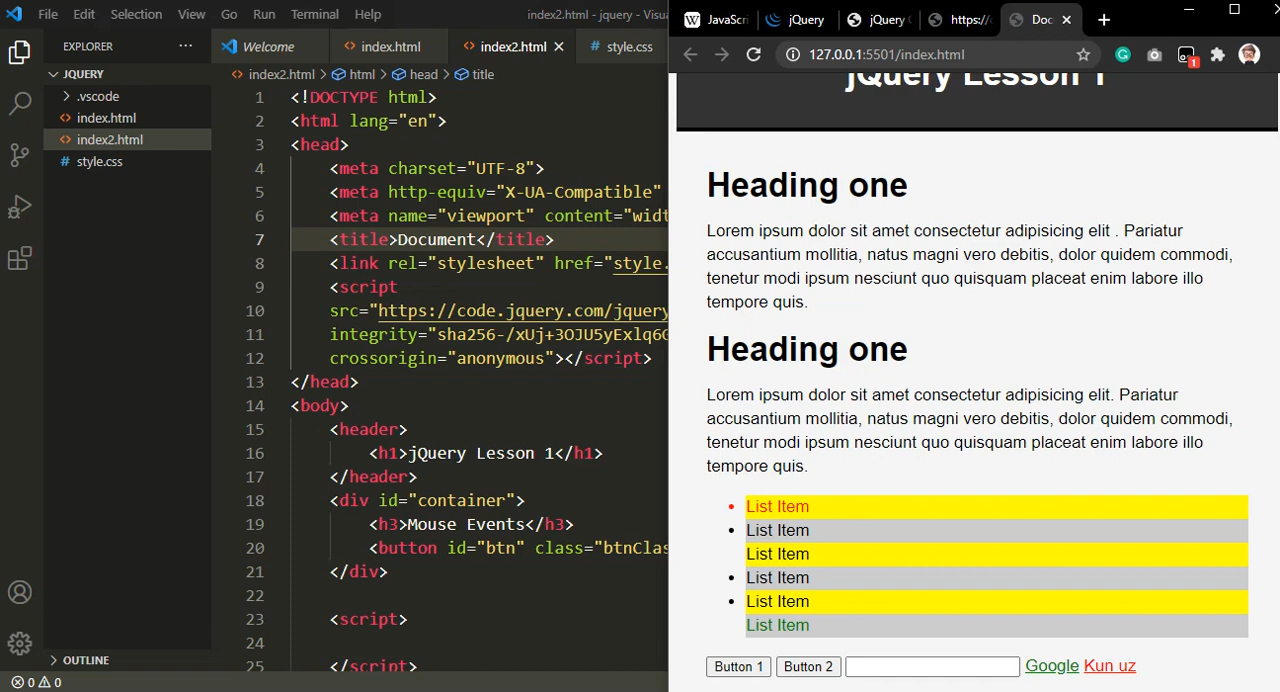 File Edit Selection View Go Run Terminal Help index2.html - jquery - Visua
EXPLORER
JQUERY
.vscode
index.html
index2.html
style.css
OUTLINE
0 0
Welcome index.html index2.html style.css
index2.html > html > head > title
1 <!DOCTYPE html>
2 <html lang="en">
3 <head>
4 <meta charset="UTF-8">
5 <meta http-equiv="X-UA-Compatible"
6 <meta name="viewport" content="widt
7 <title>Document</title>
8 <link rel="stylesheet" href="style.
9 <script
10 src="https://code.jquery.com/jquery
11 integrity="sha256-/xUj+3OJU5yExlq6G
12 crossorigin="anonymous"></script>
13 </head>
14 <body>
15 <header>
16 <h1>jQuery Lesson 1</h1>
17 </header>
18 <div id="container">
19 <h3>Mouse Events</h3>
20 <button id="btn" class="btnClas
21 </div>
22
23 <script>
24
25 </script>
JavaScri jQuery jQuery https:// Doc
127.0.0.1:5501/index.html
1
jQuery Lesson 1
Heading one
Lorem ipsum dolor sit amet consectetur adipisicing elit . Pariatur
accusantium mollitia, natus magni vero debitis, dolor quidem commodi,
tenetur modi ipsum nesciunt quo quisquam placeat enim labore illo
tempore quis.
Heading one
Lorem ipsum dolor sit amet consectetur adipisicing elit. Pariatur
accusantium mollitia, natus magni vero debitis, dolor quidem commodi,
tenetur modi ipsum nesciunt quo quisquam placeat enim labore illo
tempore quis.
List Item
List Item
List Item
List Item
List Item
List Item
Button 1 Button 2 Google Kun uz